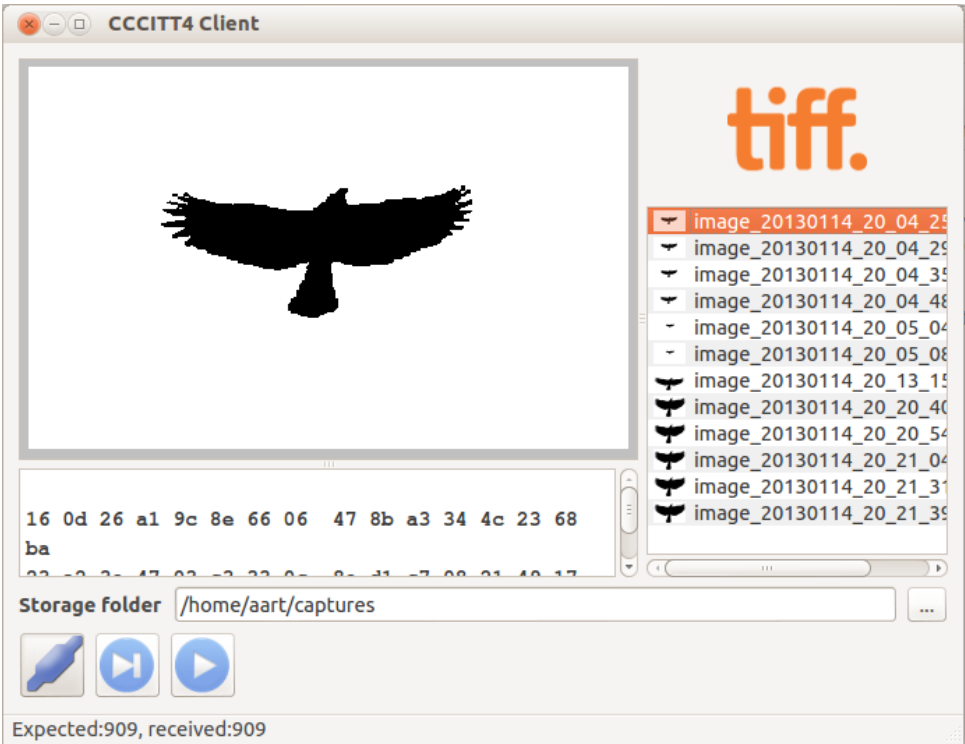 CCCITT4 Client
tiff.
image_20130114_20_04_25
image_20130114_20_04_29
image_20130114_20_04_35
image_20130114_20_04_48
image_20130114_20_05_04
image_20130114_20_05_08
image_20130114_20_13_15
image_20130114_20_20_40
image_20130114_20_20_54
image_20130114_20_21_04
image_20130114_20_21_31
image_20130114_20_21_39
16 0d 26 a1 9c 8e 66 06 47 8b a3 34 4c 23 68
ba
Storage folder /home/aart/captures ...
Expected:909, received:909